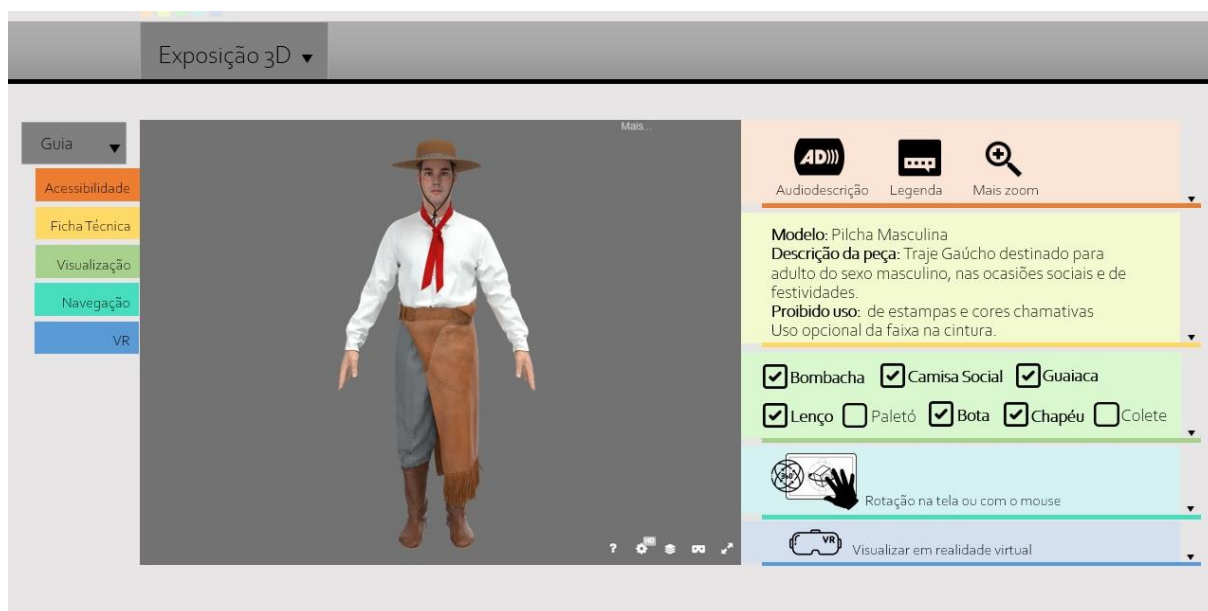 Exposição 3D
Guia
Acessibilidade
Ficha Técnica
Visualização
Navegação
VR
Mais...
?
HD
AD)))
Audiodescrição Legenda Mais zoom
Modelo: Pilcha Masculina
Descrição da peça: Traje Gaúcho destinado para
adulto do sexo masculino, nas ocasiões sociais e de
festividades.
Proibido uso: de estampas e cores chamativas
Uso opcional da faixa na cintura.
Bombacha Camisa Social Guaiaca
Lenço Paletó Bota Chapéu Colete
360°
Rotação na tela ou com o mouse
VR
Visualizar em realidade virtual